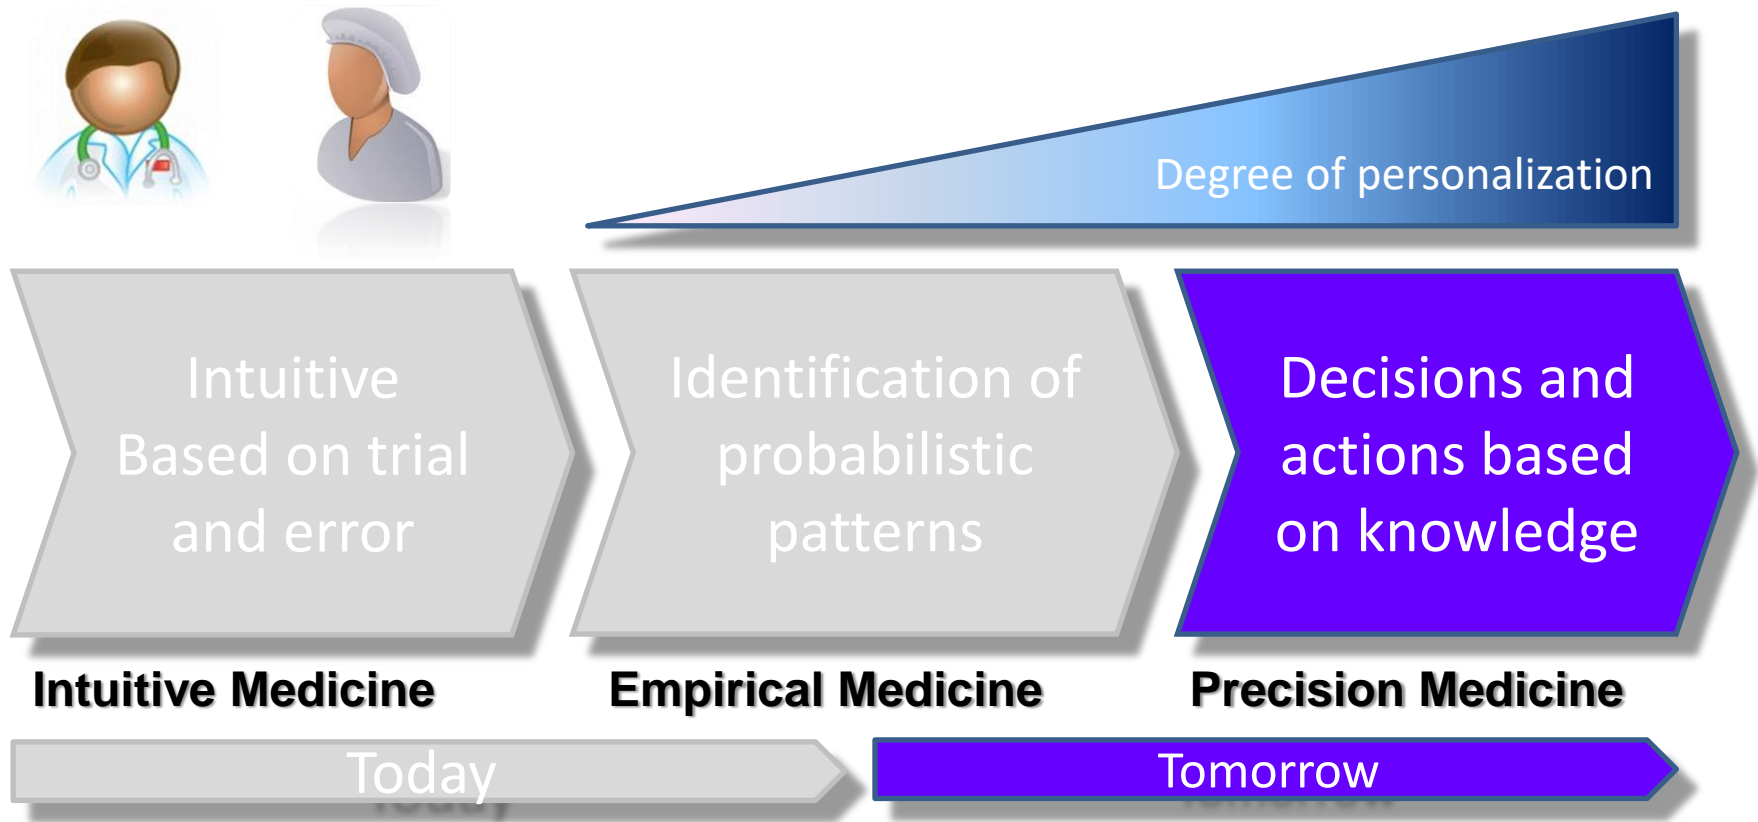 Degree of personalization
Intuitive
Based on trial
and error
Identification of
probabilistic
patterns
Decisions and
actions based
on knowledge
Intuitive Medicine
Empirical Medicine
Precision Medicine
Today
Tomorrow